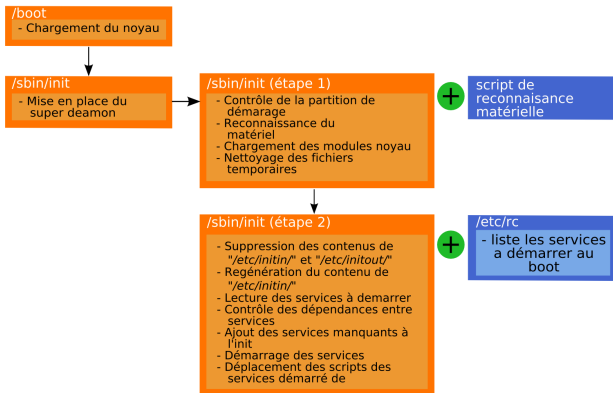 /boot
- Chargement du noyau
/sbin/init
- Mise en place du
super deamon
/sbin/init (étape 1)
- Contrôle de la partition de
démarage
- Reconnaissance du
matériel
- Chargement des modules noyau
- Nettoyage des fichiers
temporaires
+
script de
reconnaisance
matérielle
/sbin/init (étape 2)
- Suppression des contenus de
"/etc/initin/" et "/etc/initout/"
- Regénération du contenu de
"/etc/initin/"
- Lecture des services à demarrer
- Contrôle des dépendances entre
services
- Ajout des services manquants à
l'init
- Démarrage des services
- Déplacement des scripts des
services démarré de
+
/etc/rc
- liste les services
a démarrer au
boot